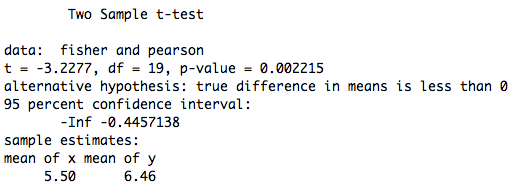 Two Sample t-test
data:  fisher and pearson
t = -3.2277, df = 19, p-value = 0.002215
alternative hypothesis: true difference in means is less than 0
95 percent confidence interval:
-Inf -0.4457138
sample estimates:
mean of x mean of y
5.50      6.46